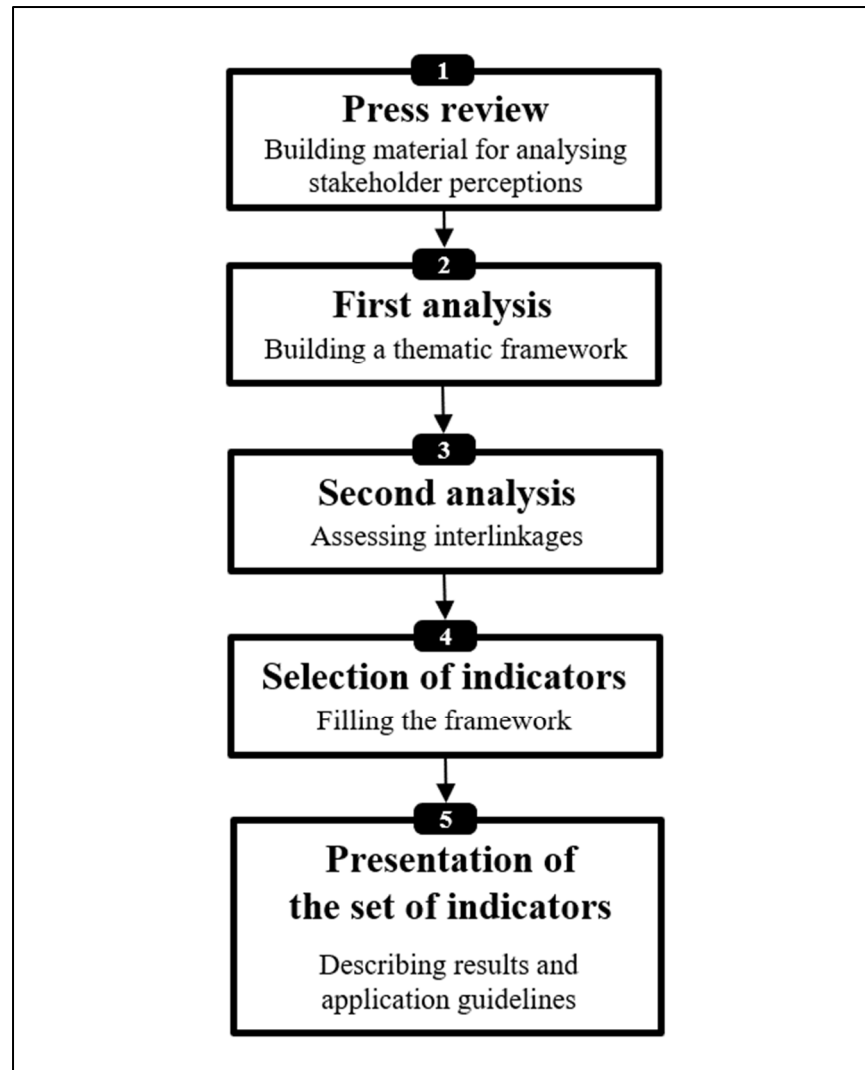 1
Press review
Building material for analysing
stakeholder perceptions
2
First analysis
Building a thematic framework
3
Second analysis
Assessing interlinkages
4
Selection of indicators
Filling the framework
5
Presentation of
the set of indicators
Describing results and
application guidelines